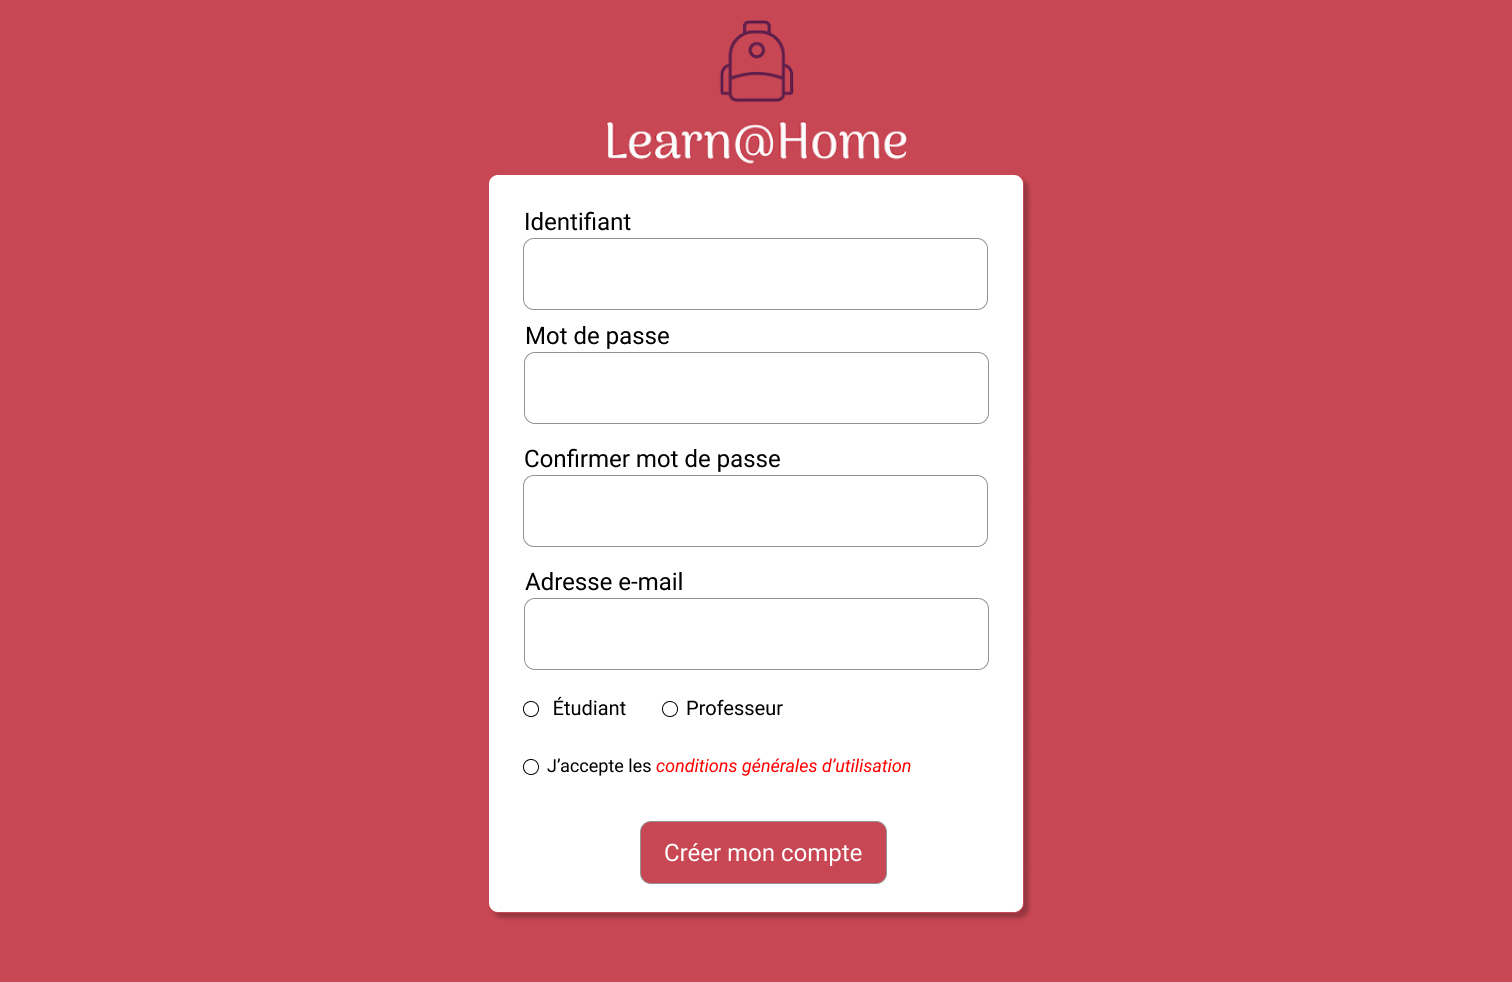 Learn@Home
Identifiant
Mot de passe
Confirmer mot de passe
Adresse e-mail
Étudiant Professeur
J’accepte les conditions générales d’utilisation
Créer mon compte